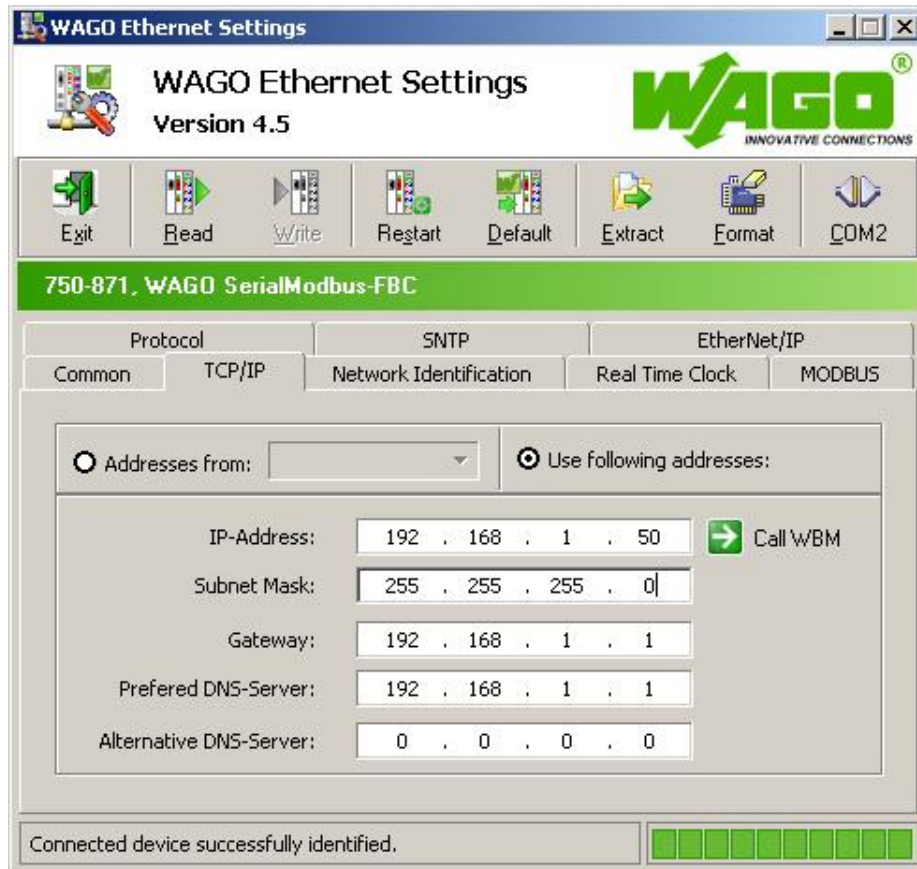 WAGO Ethernet Settings
WAGO Ethernet Settings
Version 4.5
WAGO®
INNOVATIVE CONNECTIONS
Exit Read Write Restart Default Extract Format COM2
750-871, WAGO SerialModbus-FBC
Protocol SNTP EtherNet/IP
Common TCP/IP Network Identification Real Time Clock MODBUS
Addresses from: Use following addresses:
IP-Address: 192 . 168 . 1 . 50 Call WBM
Subnet Mask: 255 . 255 . 255 . 0
Gateway: 192 . 168 . 1 . 1
Prefered DNS-Server: 192 . 168 . 1 . 1
Alternative DNS-Server: 0 . 0 . 0 . 0
Connected device successfully identified.